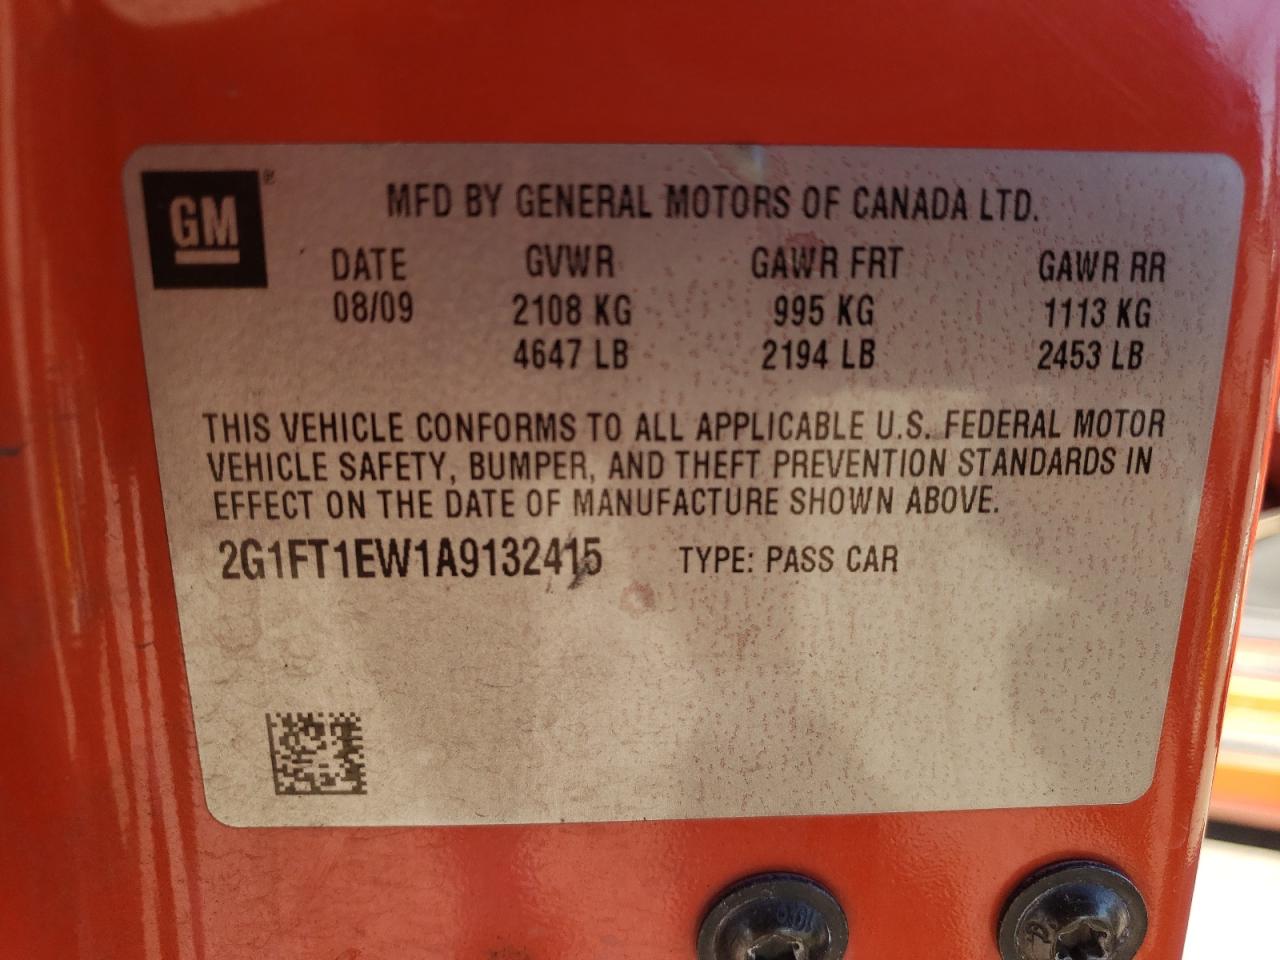 GM ®
MFD BY GENERAL MOTORS OF CANADA LTD.
DATE GVWR GAWR FRT GAWR RR
08/09 2108 KG 995 KG 1113 KG
4647 LB 2194 LB 2453 LB
THIS VEHICLE CONFORMS TO ALL APPLICABLE U.S. FEDERAL MOTOR
VEHICLE SAFETY, BUMPER, AND THEFT PREVENTION STANDARDS IN
EFFECT ON THE DATE OF MANUFACTURE SHOWN ABOVE.
2G1FT1EW1A9132415 TYPE: PASS CAR